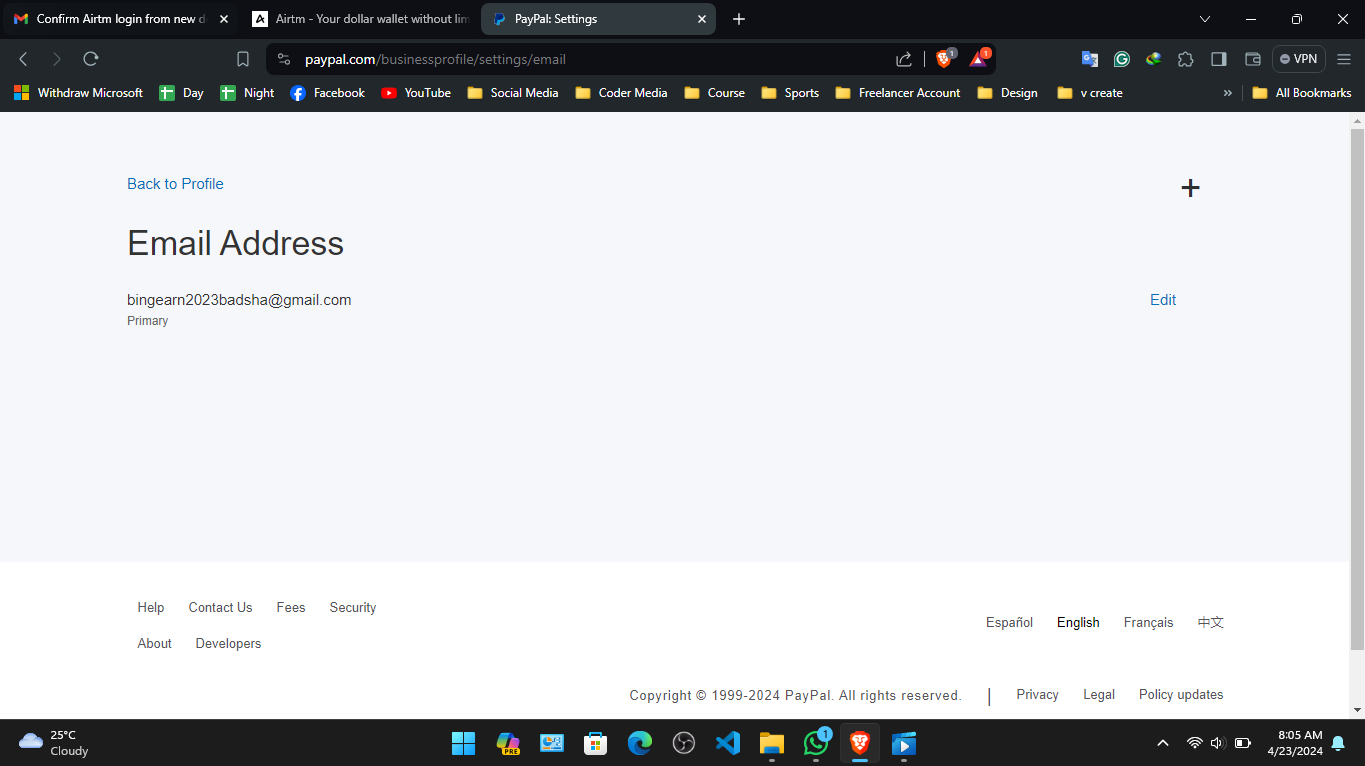 Confirm Airtm login from new d
Airtm - Your dollar wallet without lim
PayPal: Settings
paypal.com/businessprofile/settings/email
1
1
VPN
Withdraw Microsoft
Day
Night
Facebook
YouTube
Social Media
Coder Media
Course
Sports
Freelancer Account
Design
v create
»
All Bookmarks
Back to Profile
+
Email Address
bingearn2023badsha@gmail.com
Edit
Primary
Help Contact Us Fees Security
Español English Français 中文
About Developers
Copyright © 1999-2024 PayPal. All rights reserved. | Privacy Legal Policy updates
25°C
Cloudy
PRE
1
8:05 AM
4/23/2024